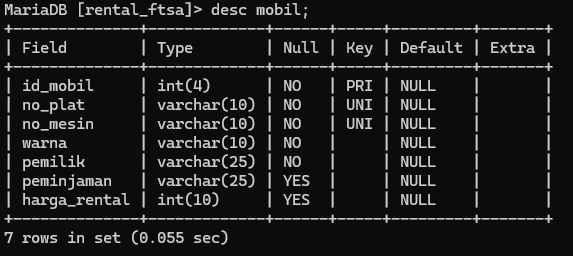 MariaDB [rental_ftsa]> desc mobil;
+--------------+-------------+------+-----+---------+-------+
| Field        | Type        | Null | Key | Default | Extra |
+--------------+-------------+------+-----+---------+-------+
| id_mobil     | int(4)      | NO   | PRI | NULL    |       |
| no_plat      | varchar(10) | NO   | UNI | NULL    |       |
| no_mesin     | varchar(10) | NO   | UNI | NULL    |       |
| warna        | varchar(10) | NO   |     | NULL    |       |
| pemilik      | varchar(25) | NO   |     | NULL    |       |
| peminjaman   | varchar(25) | YES  |     | NULL    |       |
| harga_rental | int(10)     | YES  |     | NULL    |       |
+--------------+-------------+------+-----+---------+-------+
7 rows in set (0.055 sec)